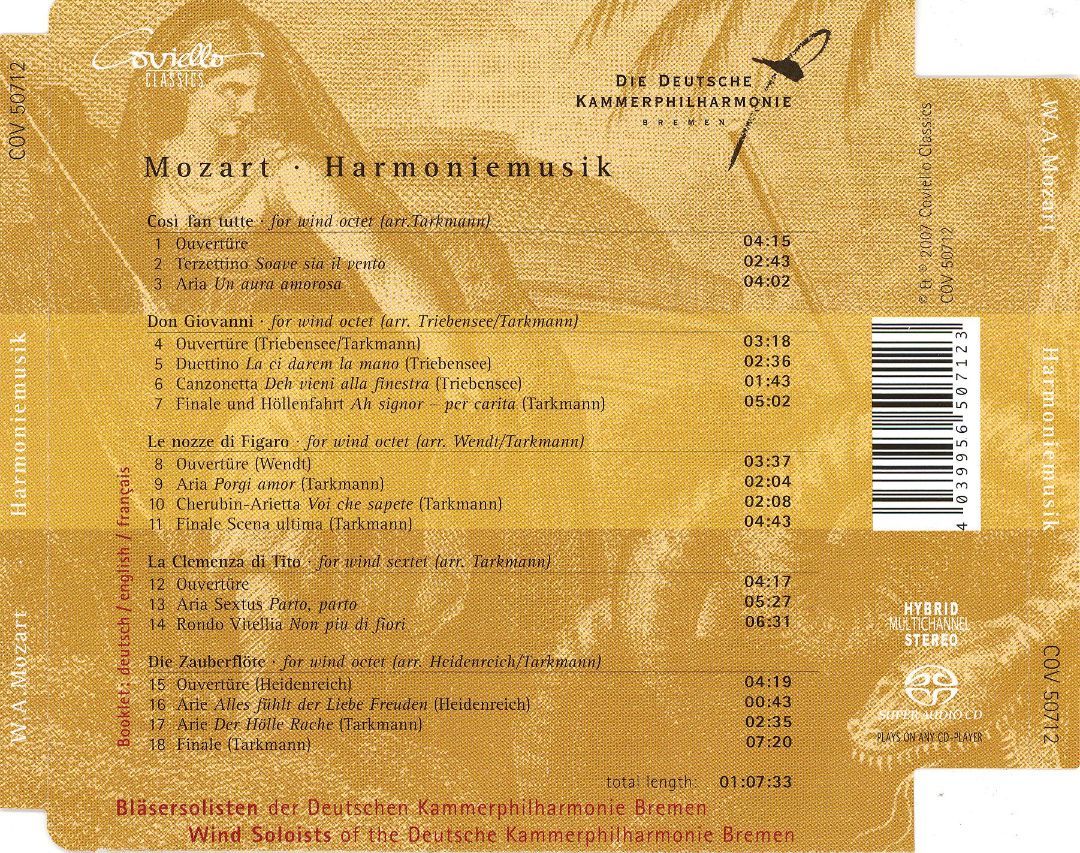 Coviello
CLASSICS
DIE DEUTSCHE
KAMMERPHILHARMONIE
BREMEN
Mozart · Harmoniemusik
Così fan tutte · for wind octet (arr.Tarkmann)
1 Ouvertüre 04:15
2 Terzettino Soave sia il vento 02:43
3 Aria Un aura amorosa 04:02
Don Giovanni · for wind octet (arr. Triebensee/Tarkmann)
4 Ouvertüre (Triebensee/Tarkmann) 03:18
5 Duettino La ci darem la mano (Triebensee) 02:36
6 Canzonetta Deh vieni alla finestra (Triebensee) 01:43
7 Finale und Höllenfahrt Ah signor – per carita (Tarkmann) 05:02
Le nozze di Figaro · for wind octet (arr. Wendt/Tarkmann)
8 Ouvertüre (Wendt) 03:37
9 Aria Porgi amor (Tarkmann) 02:04
10 Cherubin-Arietta Voi che sapete (Tarkmann) 02:08
11 Finale Scena ultima (Tarkmann) 04:43
La Clemenza di Tito · for wind sextet (arr. Tarkmann)
12 Ouvertüre 04:17
13 Aria Sextus Parto, parto 05:27
14 Rondo Vitellia Non piu di fiori 06:31
Die Zauberflöte · for wind octet (arr. Heidenreich/Tarkmann)
15 Ouvertüre (Heidenreich) 04:19
16 Arie Alles fühlt der Liebe Freuden (Heidenreich) 00:43
17 Arie Der Hölle Rache (Tarkmann) 02:35
18 Finale (Tarkmann) 07:20
total length: 01:07:33
Bläsersolisten der Deutschen Kammerphilharmonie Bremen
Wind Soloists of the Deutsche Kammerphilharmonie Bremen
Booklet: deutsch / english / français
W.A.Mozart · Harmoniemusik
COV 50712
© & ℗ 2007 Coviello Classics
COV 50712
4 039956 507123
HYBRID
MULTICHANNEL
STEREO
SUPER AUDIO CD
PLAYS ON ANY CD-PLAYER
W.A.Mozart
Harmoniemusik
COV 50712